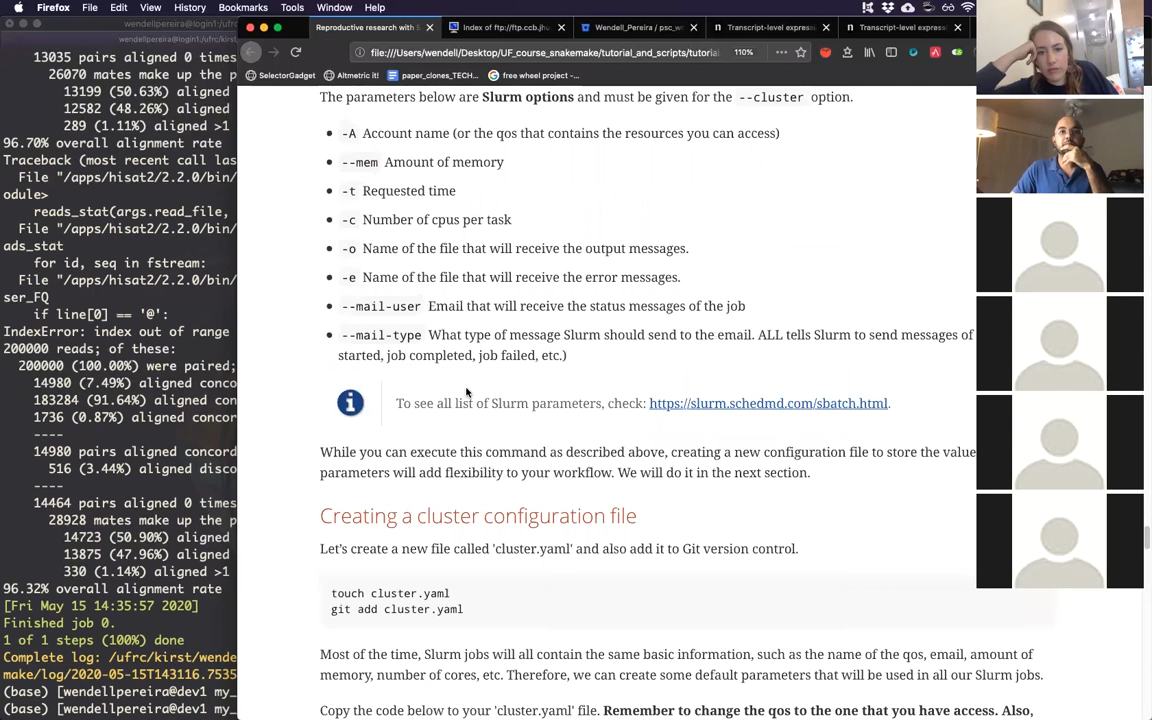 Firefox File Edit View History Bookmarks Tools Window Help
wendellpereira@login1:/ufrc
wendellpereira@login1:/ufrc/kirst
Reproductive research with
Index of ftp://ftp.ccb.jhu
Wendell_Pereira / psc_w
Transcript-level expressi
Transcript-level expressi
file:///Users/wendell/Desktop/UF_course_snakemake/tutorial_and_scripts/tutorial
110%
SelectorGadget Altmetric it! paper_clones_TECH... free wheel project -...
13035 pairs aligned 0 times
26070 mates make up the p
13199 (50.63%) aligned
12582 (48.26%) aligned
289 (1.11%) aligned >1
96.70% overall alignment rate
Traceback (most recent call las
File "/apps/hisat2/2.2.0/bin/
odule>
reads_stat(args.read_file,
File "/apps/hisat2/2.2.0/bin/
ads_stat
for id, seq in fstream:
File "/apps/hisat2/2.2.0/bin/
ser_FQ
if line[0] == '@':
IndexError: index out of range
200000 reads; of these:
200000 (100.00%) were paired;
14980 (7.49%) aligned conco
183284 (91.64%) aligned con
1736 (0.87%) aligned concor
----
14980 pairs aligned concord
516 (3.44%) aligned disco
----
14464 pairs aligned 0 times
28928 mates make up the p
14723 (50.90%) aligned
13875 (47.96%) aligned
330 (1.14%) aligned >1
96.32% overall alignment rate
[Fri May 15 14:35:57 2020]
Finished job 0.
1 of 1 steps (100%) done
Complete log: /ufrc/kirst/wende
make/log/2020-05-15T143116.7535
(base) [wendellpereira@dev1 my_
(base) [wendellpereira@dev1 my_
The parameters below are Slurm options and must be given for the --cluster option.
-A Account name (or the qos that contains the resources you can access)
--mem Amount of memory
-t Requested time
-c Number of cpus per task
-o Name of the file that will receive the output messages.
-e Name of the file that will receive the error messages.
--mail-user Email that will receive the status messages of the job
--mail-type What type of message Slurm should send to the email. ALL tells Slurm to send messages of
started, job completed, job failed, etc.)
To see all list of Slurm parameters, check: https://slurm.schedmd.com/sbatch.html.
While you can execute this command as described above, creating a new configuration file to store the value
parameters will add flexibility to your workflow. We will do it in the next section.
Creating a cluster configuration file
Let's create a new file called 'cluster.yaml' and also add it to Git version control.
touch cluster.yaml
git add cluster.yaml
Most of the time, Slurm jobs will all contain the same basic information, such as the name of the qos, email, amount of
memory, number of cores, etc. Therefore, we can create some default parameters that will be used in all our Slurm jobs.
Copy the code below to your 'cluster.yaml' file. Remember to change the qos to the one that you have access. Also,